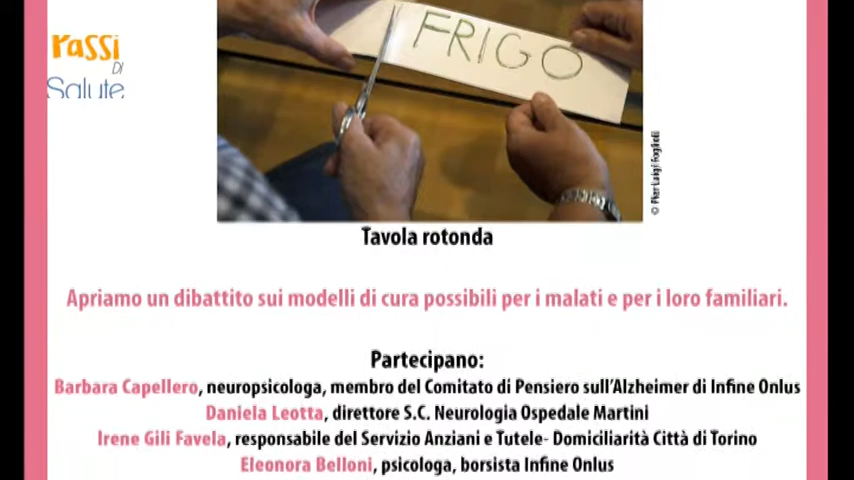 rassi
DI
Salute
FRIGO
© Pier Luigi Fogliolli
Tavola rotonda
Apriamo un dibattito sui modelli di cura possibili per i malati e per i loro familiari.
Partecipano:
Barbara Capellero, neuropsicologa, membro del Comitato di Pensiero sull'Alzheimer di Infine Onlus
Daniela Leotta, direttore S.C. Neurologia Ospedale Martini
Irene Gili Favela, responsabile del Servizio Anziani e Tutele- Domiciliarità Città di Torino
Eleonora Belloni, psicologa, borsista Infine Onlus